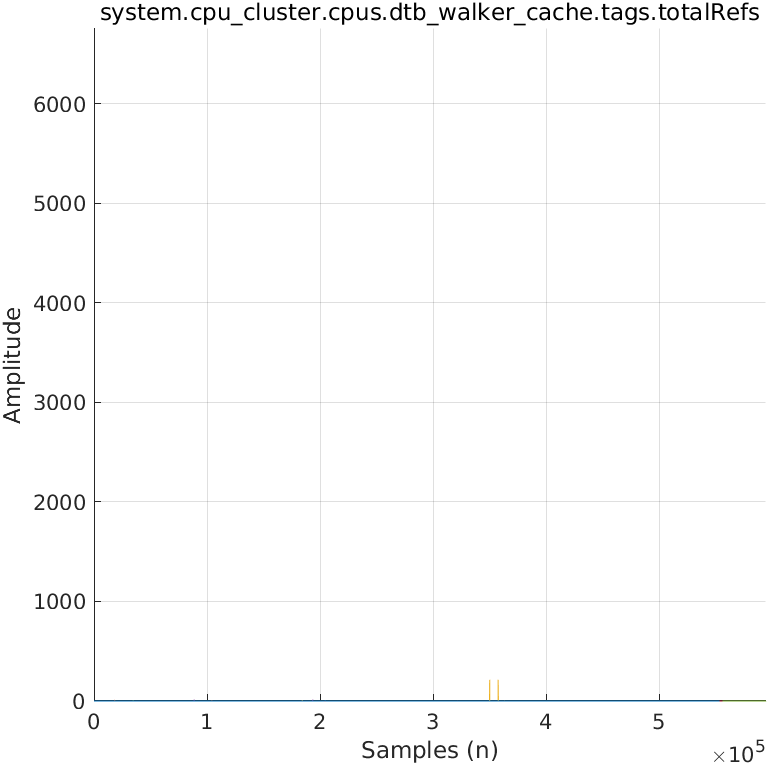 system.cpu_cluster.cpus.dtb_walker_cache.tags.totalRefs
6000
5000
4000
3000
2000
1000
0
Amplitude
0 1 2 3 4 5
Samples (n)
×10^5